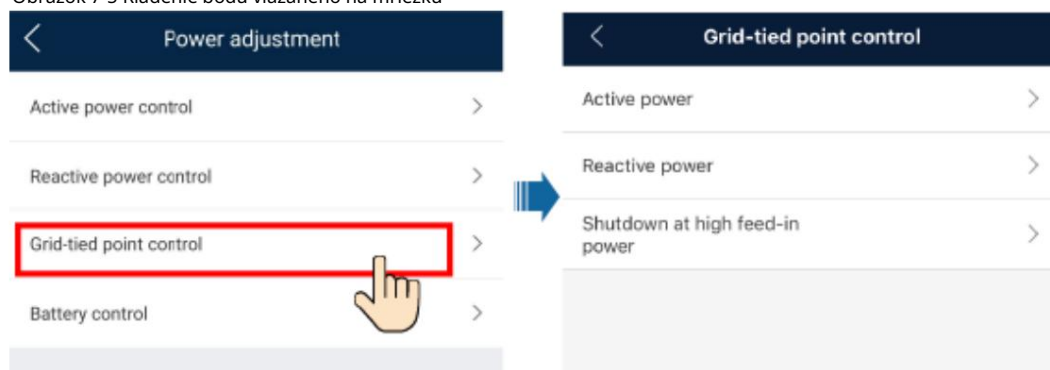 Obrázok 7-3 Riadenie bodu viazaného na mriežku
Power adjustment
Active power control
Reactive power control
Grid-tied point control
Battery control
Grid-tied point control
Active power
Reactive power
Shutdown at high feed-in
power